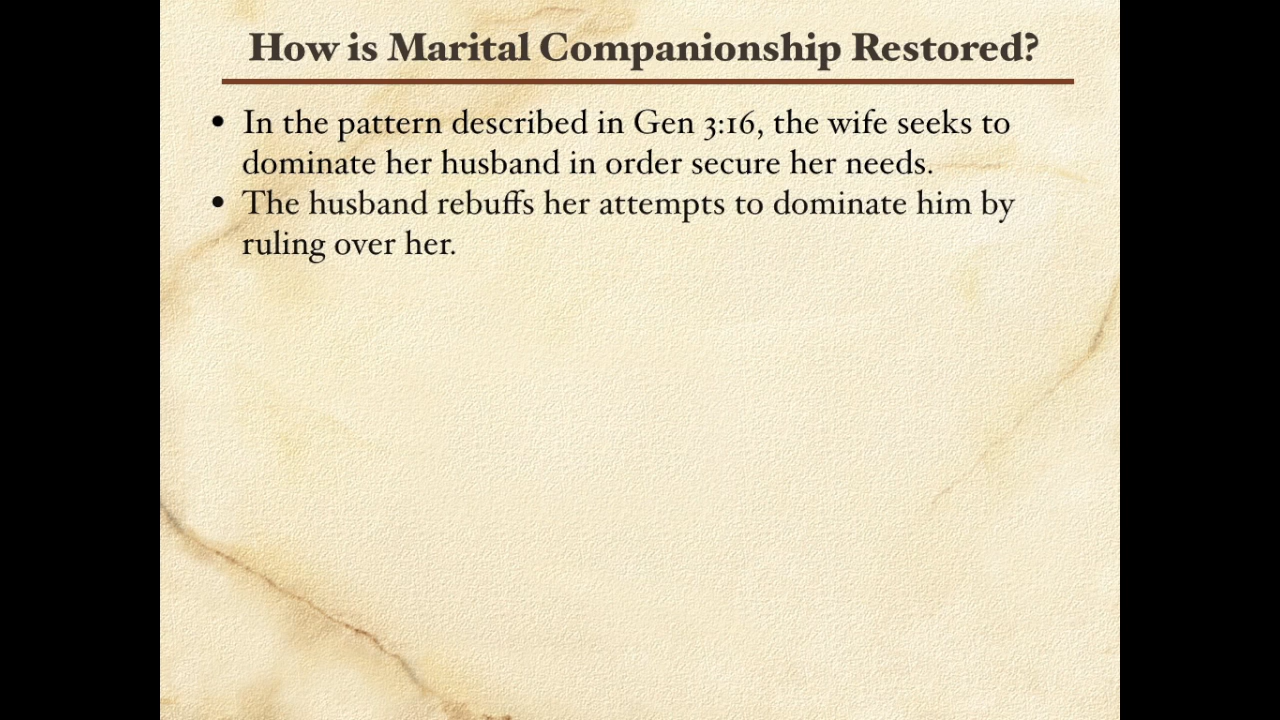 How is Marital Companionship Restored?
• In the pattern described in Gen 3:16, the wife seeks to
dominate her husband in order secure her needs.
• The husband rebuffs her attempts to dominate him by
ruling over her.